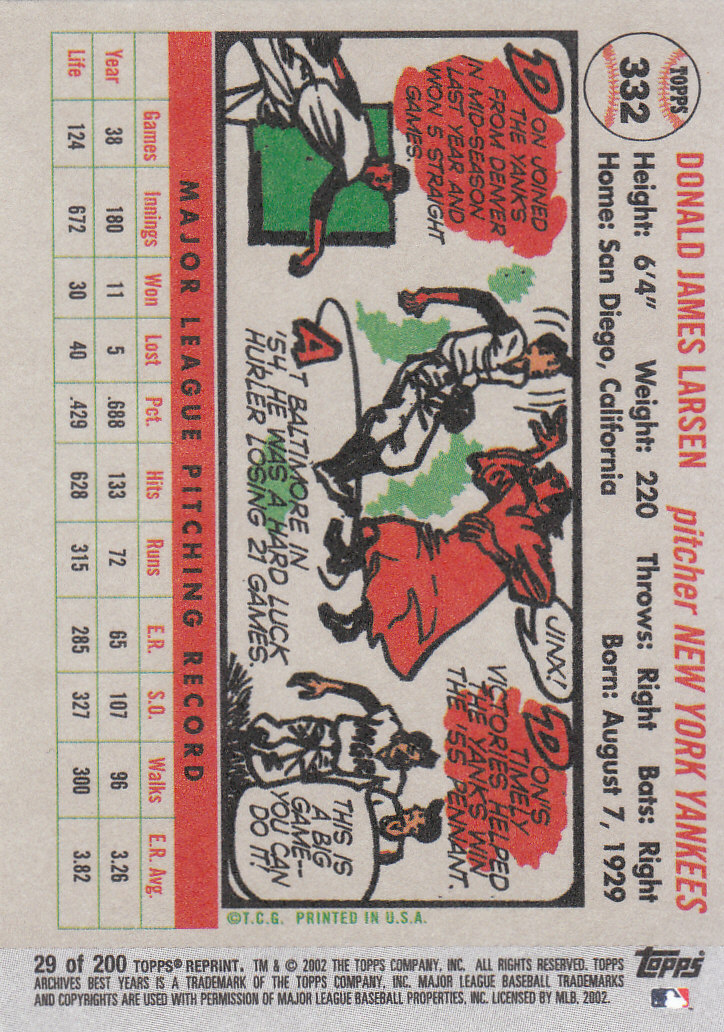 TOPPS
332
DONALD JAMES LARSEN pitcher NEW YORK YANKEES
Height: 6'4" Weight: 220 Throws: Right Bats: Right
Home: San Diego, California Born: August 7, 1929
DON JOINED
THE YANKS
FROM DENVER
IN MID-SEASON
LAST YEAR AND
WON 5 STRAIGHT
GAMES.
JINX!
AT BALTIMORE IN
'54, HE WAS A HARD LUCK
HURLER LOSING 21 GAMES.
DON'S
TIMELY
VICTORIES HELPED
THE YANKS WIN
THE '55 PENNANT.
THIS IS
A BIG
GAME--
YOU CAN
DO IT!
MAJOR LEAGUE PITCHING RECORD
Games Innings Won Lost Pct. Hits Runs E.R. S.O. Walks E.R. Avg.
Year 38 180 11 5 .688 133 72 65 107 96 3.26
Life 124 672 30 40 .429 628 315 285 327 300 3.82
©T.C.G. PRINTED IN U.S.A.
topps
29 of 200 TOPPS® REPRINT. TM & © 2002 THE TOPPS COMPANY, INC. ALL RIGHTS RESERVED. TOPPS
ARCHIVES BEST YEARS IS A TRADEMARK OF THE TOPPS COMPANY, INC. MAJOR LEAGUE BASEBALL TRADEMARKS
AND COPYRIGHTS ARE USED WITH PERMISSION OF MAJOR LEAGUE BASEBALL PROPERTIES, INC. LICENSED BY MLB. 2002.